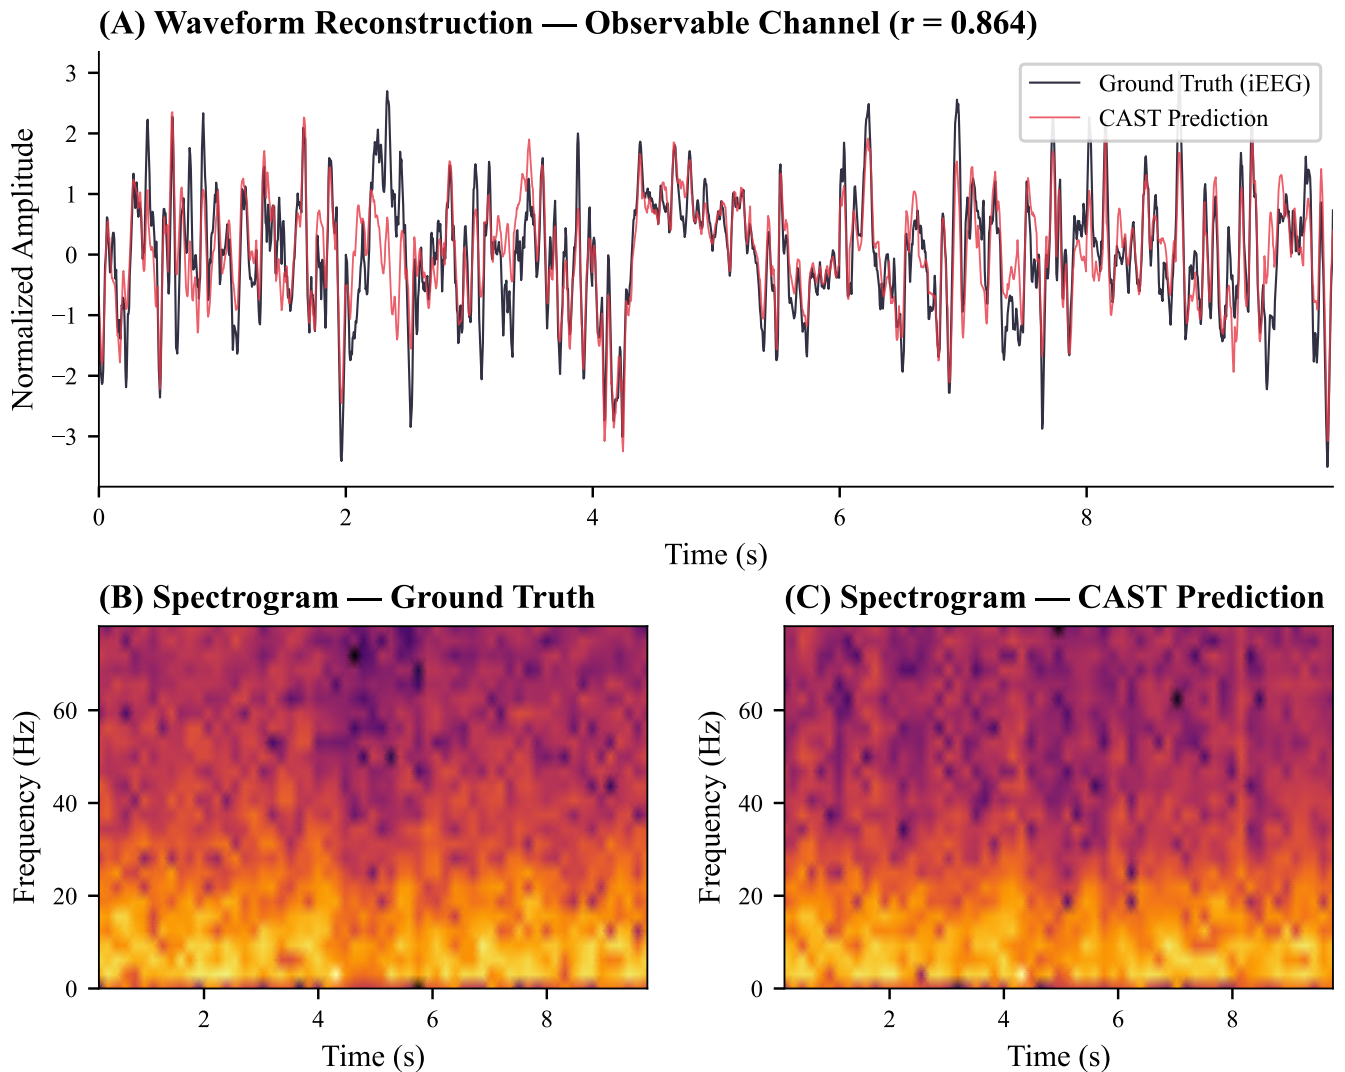 (A) Waveform Reconstruction — Observable Channel (r = 0.864)
Normalized Amplitude
3
2
1
0
−1
−2
−3
Ground Truth (iEEG)
CAST Prediction
0 2 4 6 8
Time (s)
(B) Spectrogram — Ground Truth
Frequency (Hz)
60
40
20
0
2 4 6 8
Time (s)
(C) Spectrogram — CAST Prediction
Frequency (Hz)
60
40
20
0
2 4 6 8
Time (s)